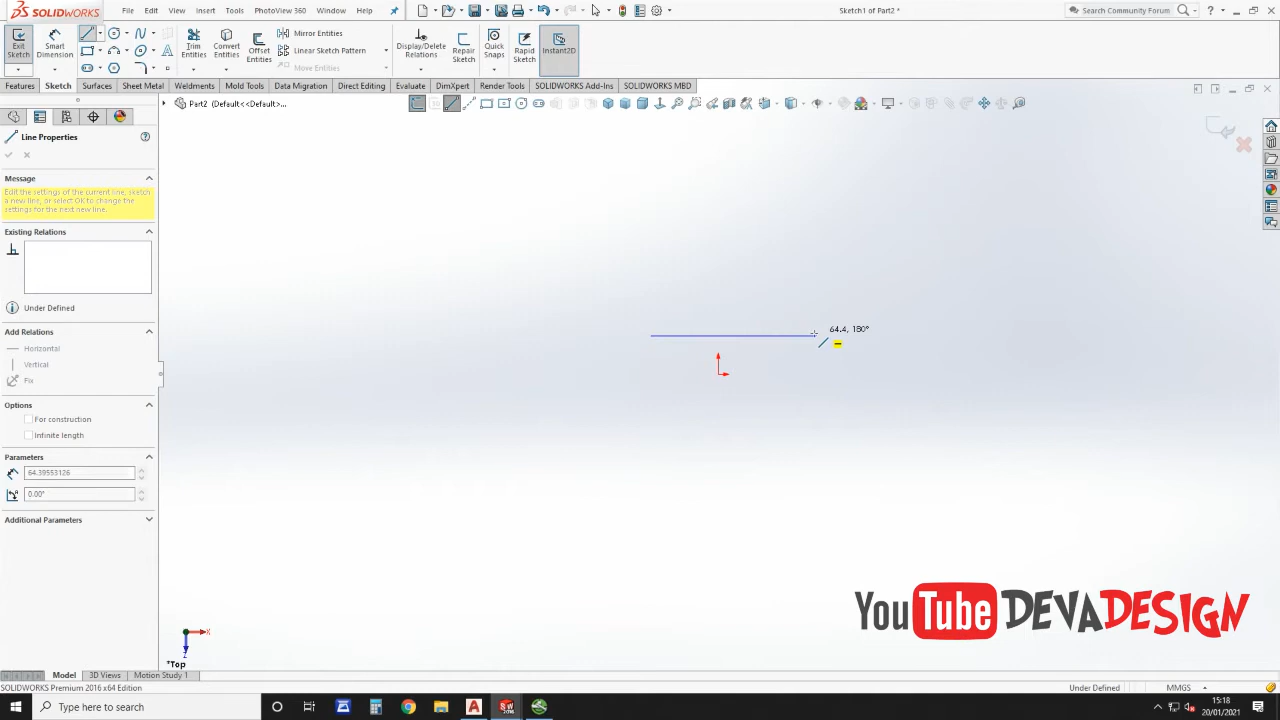 SOLIDWORKS
File Edit View Insert Tools PhotoView 360 Window
Sketch1 of Part2 *
Search Community Forum
Exit Sketch
Smart Dimension
Trim Entities
Convert Entities
Offset Entities
Mirror Entities
Linear Sketch Pattern
Move Entities
Display/Delete Relations
Repair Sketch
Quick Snaps
Rapid Sketch
Instant2D
Features Sketch Surfaces Sheet Metal Weldments Mold Tools Data Migration Direct Editing Evaluate DimXpert Render Tools SOLIDWORKS Add-Ins SOLIDWORKS MBD
Part2 (Default<<Default>...
Line Properties
Message
Edit the settings of the current line, sketch
a new line, or select OK to change the
settings for the next new line.
Existing Relations
Under Defined
Add Relations
Horizontal
Vertical
Fix
Options
For construction
Infinite length
Parameters
64.39553126
0.00°
Additional Parameters
64.4, 180°
X
Z
*Top
YouTube DEVADESIGN
Model 3D Views Motion Study 1
SOLIDWORKS Premium 2016 x64 Edition
Under Defined
MMGS
Type here to search
15:18
20/01/2021